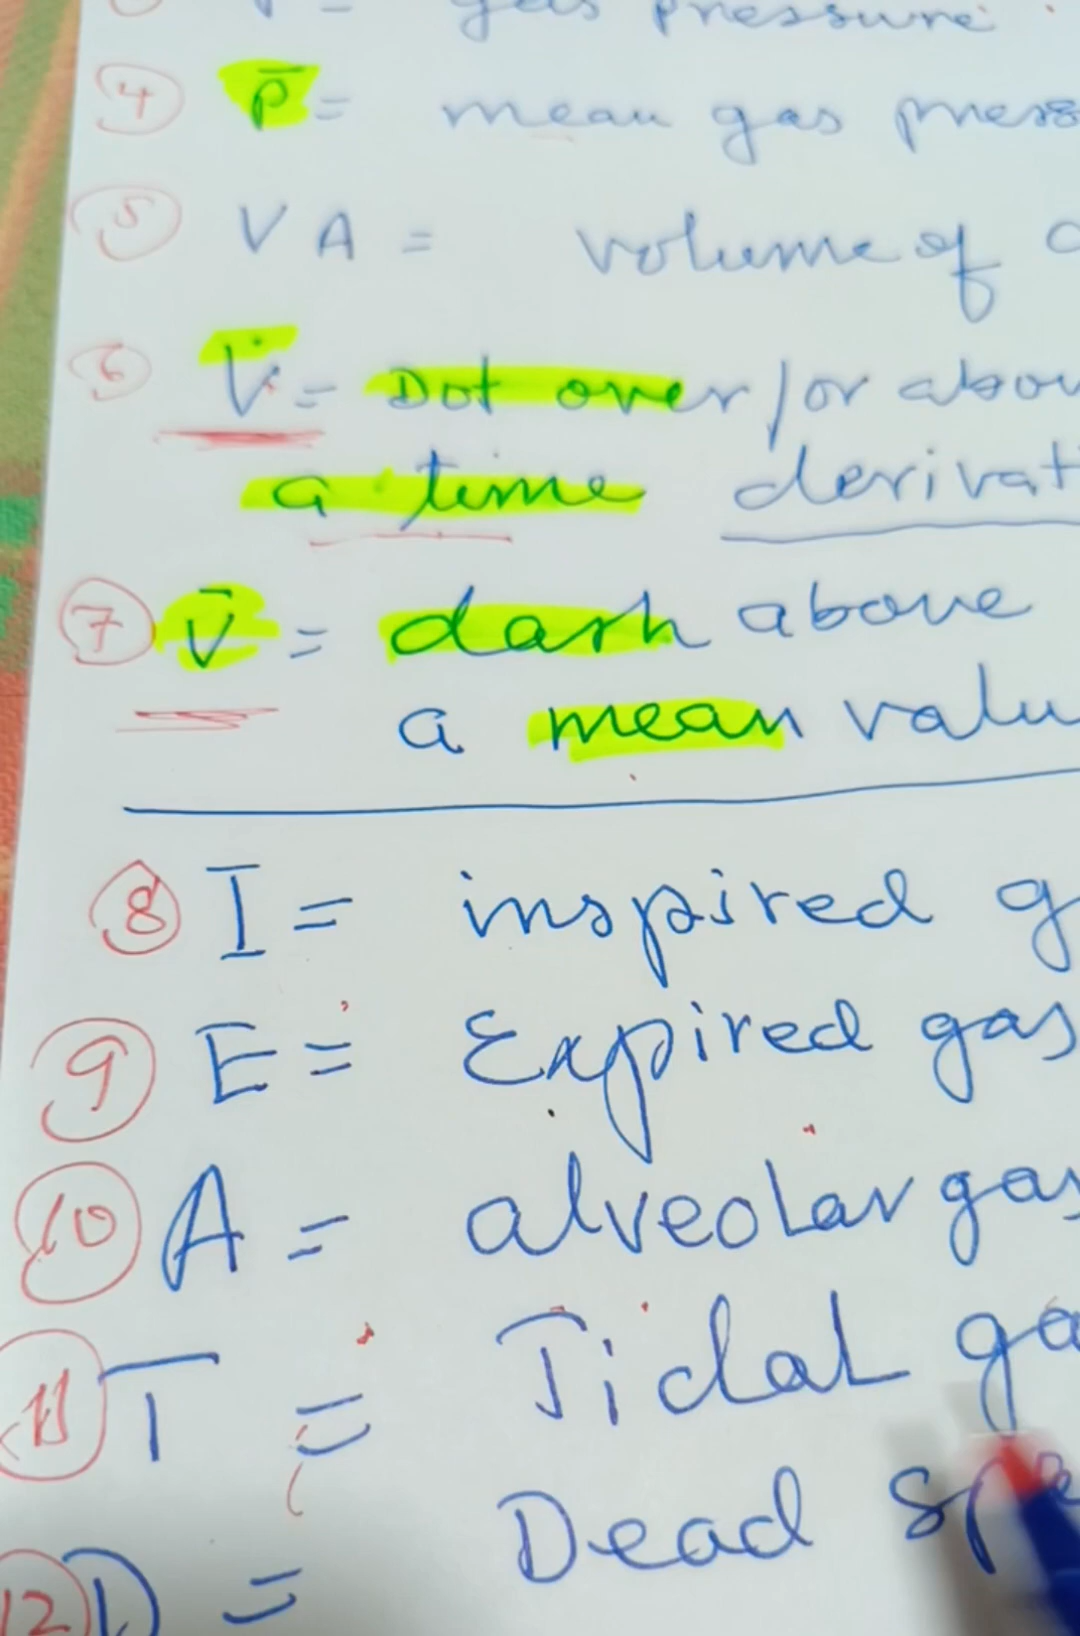 = gas pressure
④ P̄ = mean gas press
⑤ VA = volume of
⑥ V̇ = Dot over/or abov
a time derivat
⑦ V̄ = dash above
a mean valu
⑧ I = inspired g
⑨ E = Expired gas
⑩ A = alveolar gas
⑪ T = Tidal ga
⑫ D = Dead spa